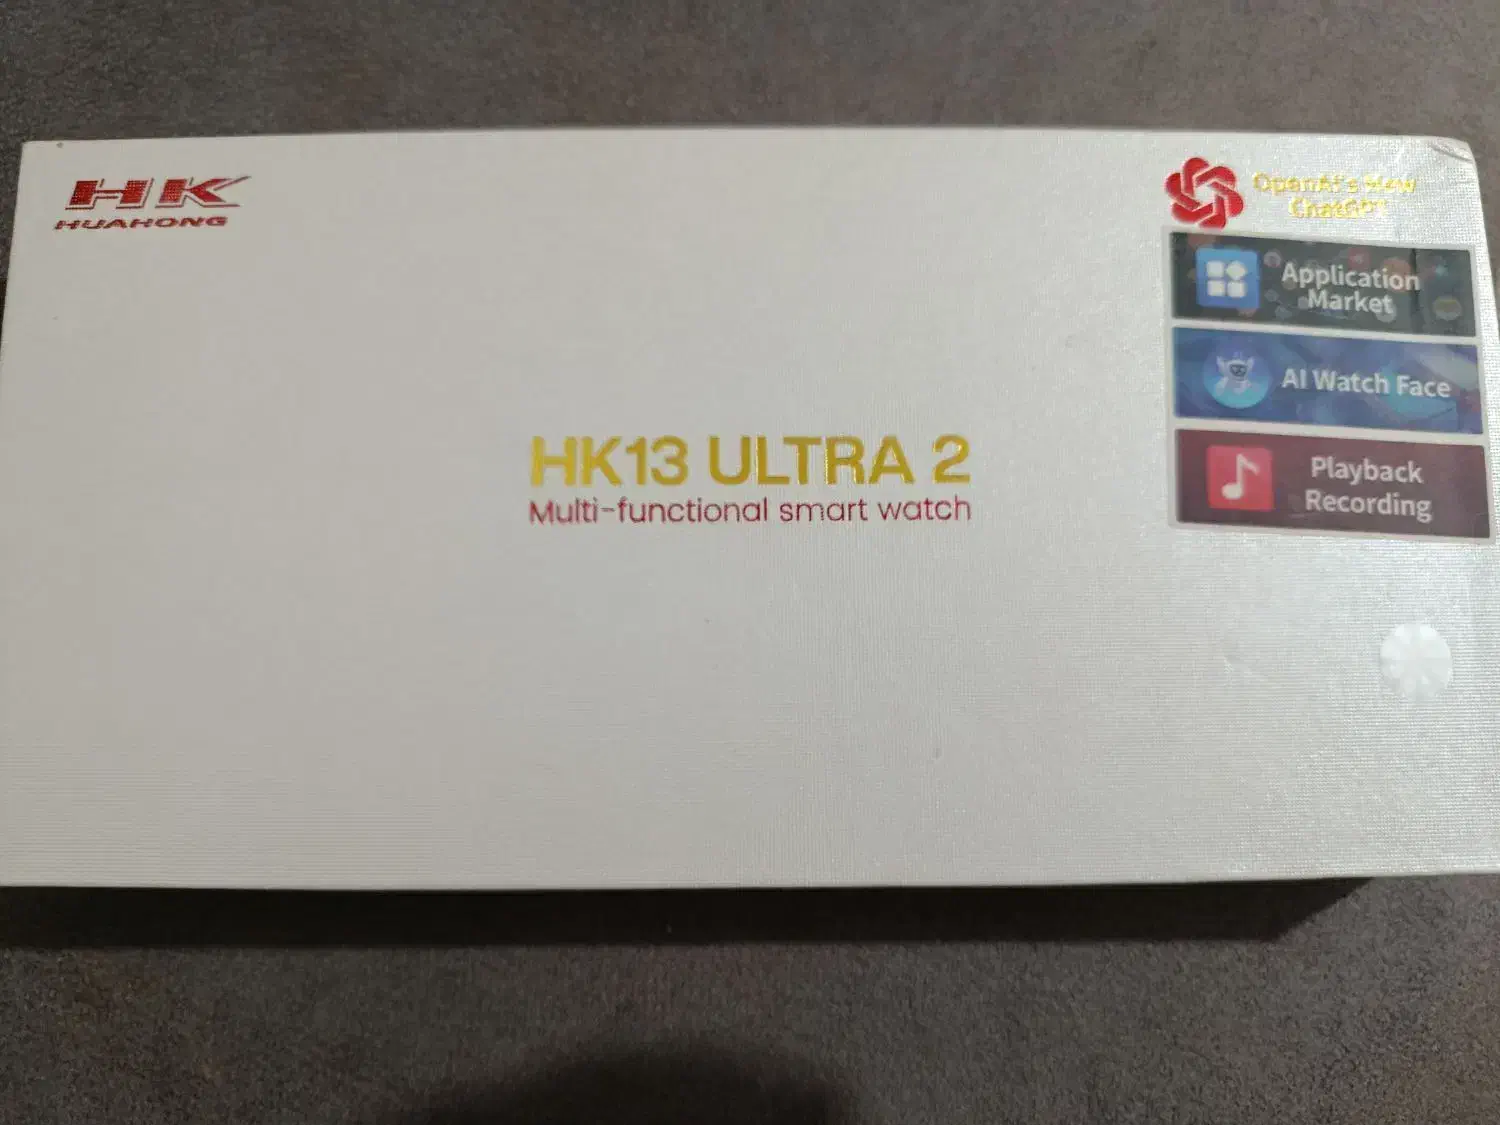 HK
HUAHONG
OpenAI's New
ChatGPT
Application
Market
AI Watch Face
Playback
Recording
HK13 ULTRA 2
Multi-functional smart watch